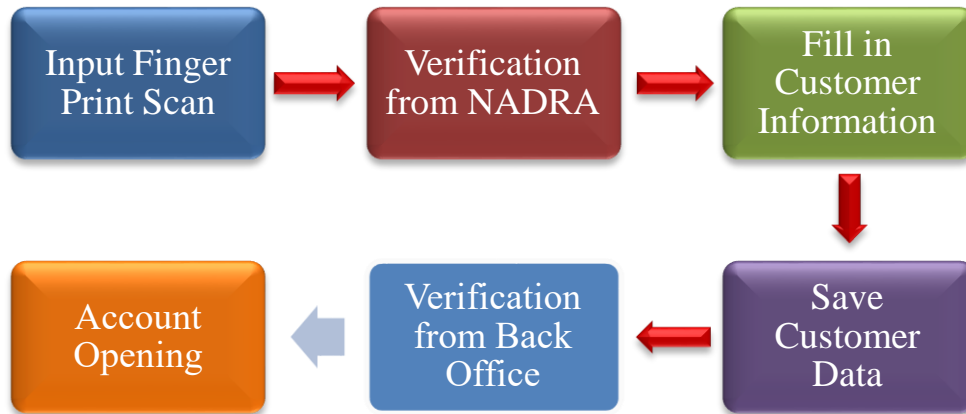 Input Finger
Print Scan
Verification
from NADRA
Fill in
Customer
Information
Save
Customer
Data
Verification
from Back
Office
Account
Opening